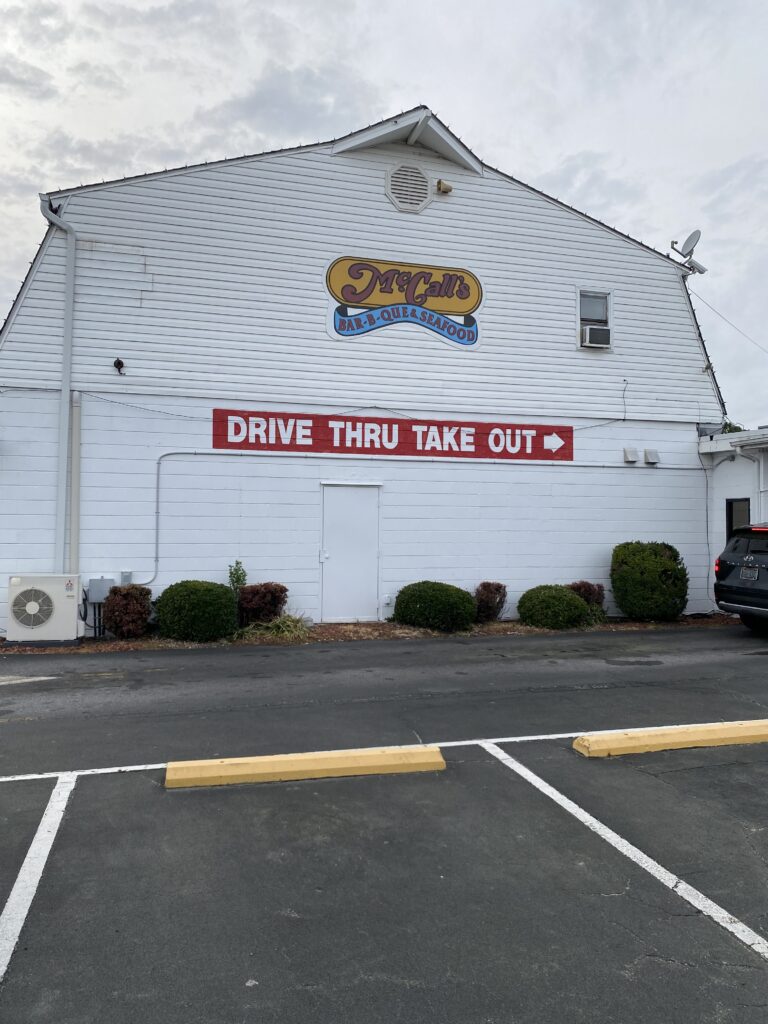 McCall's
BAR-B-QUE & SEAFOOD
DRIVE THRU TAKE OUT